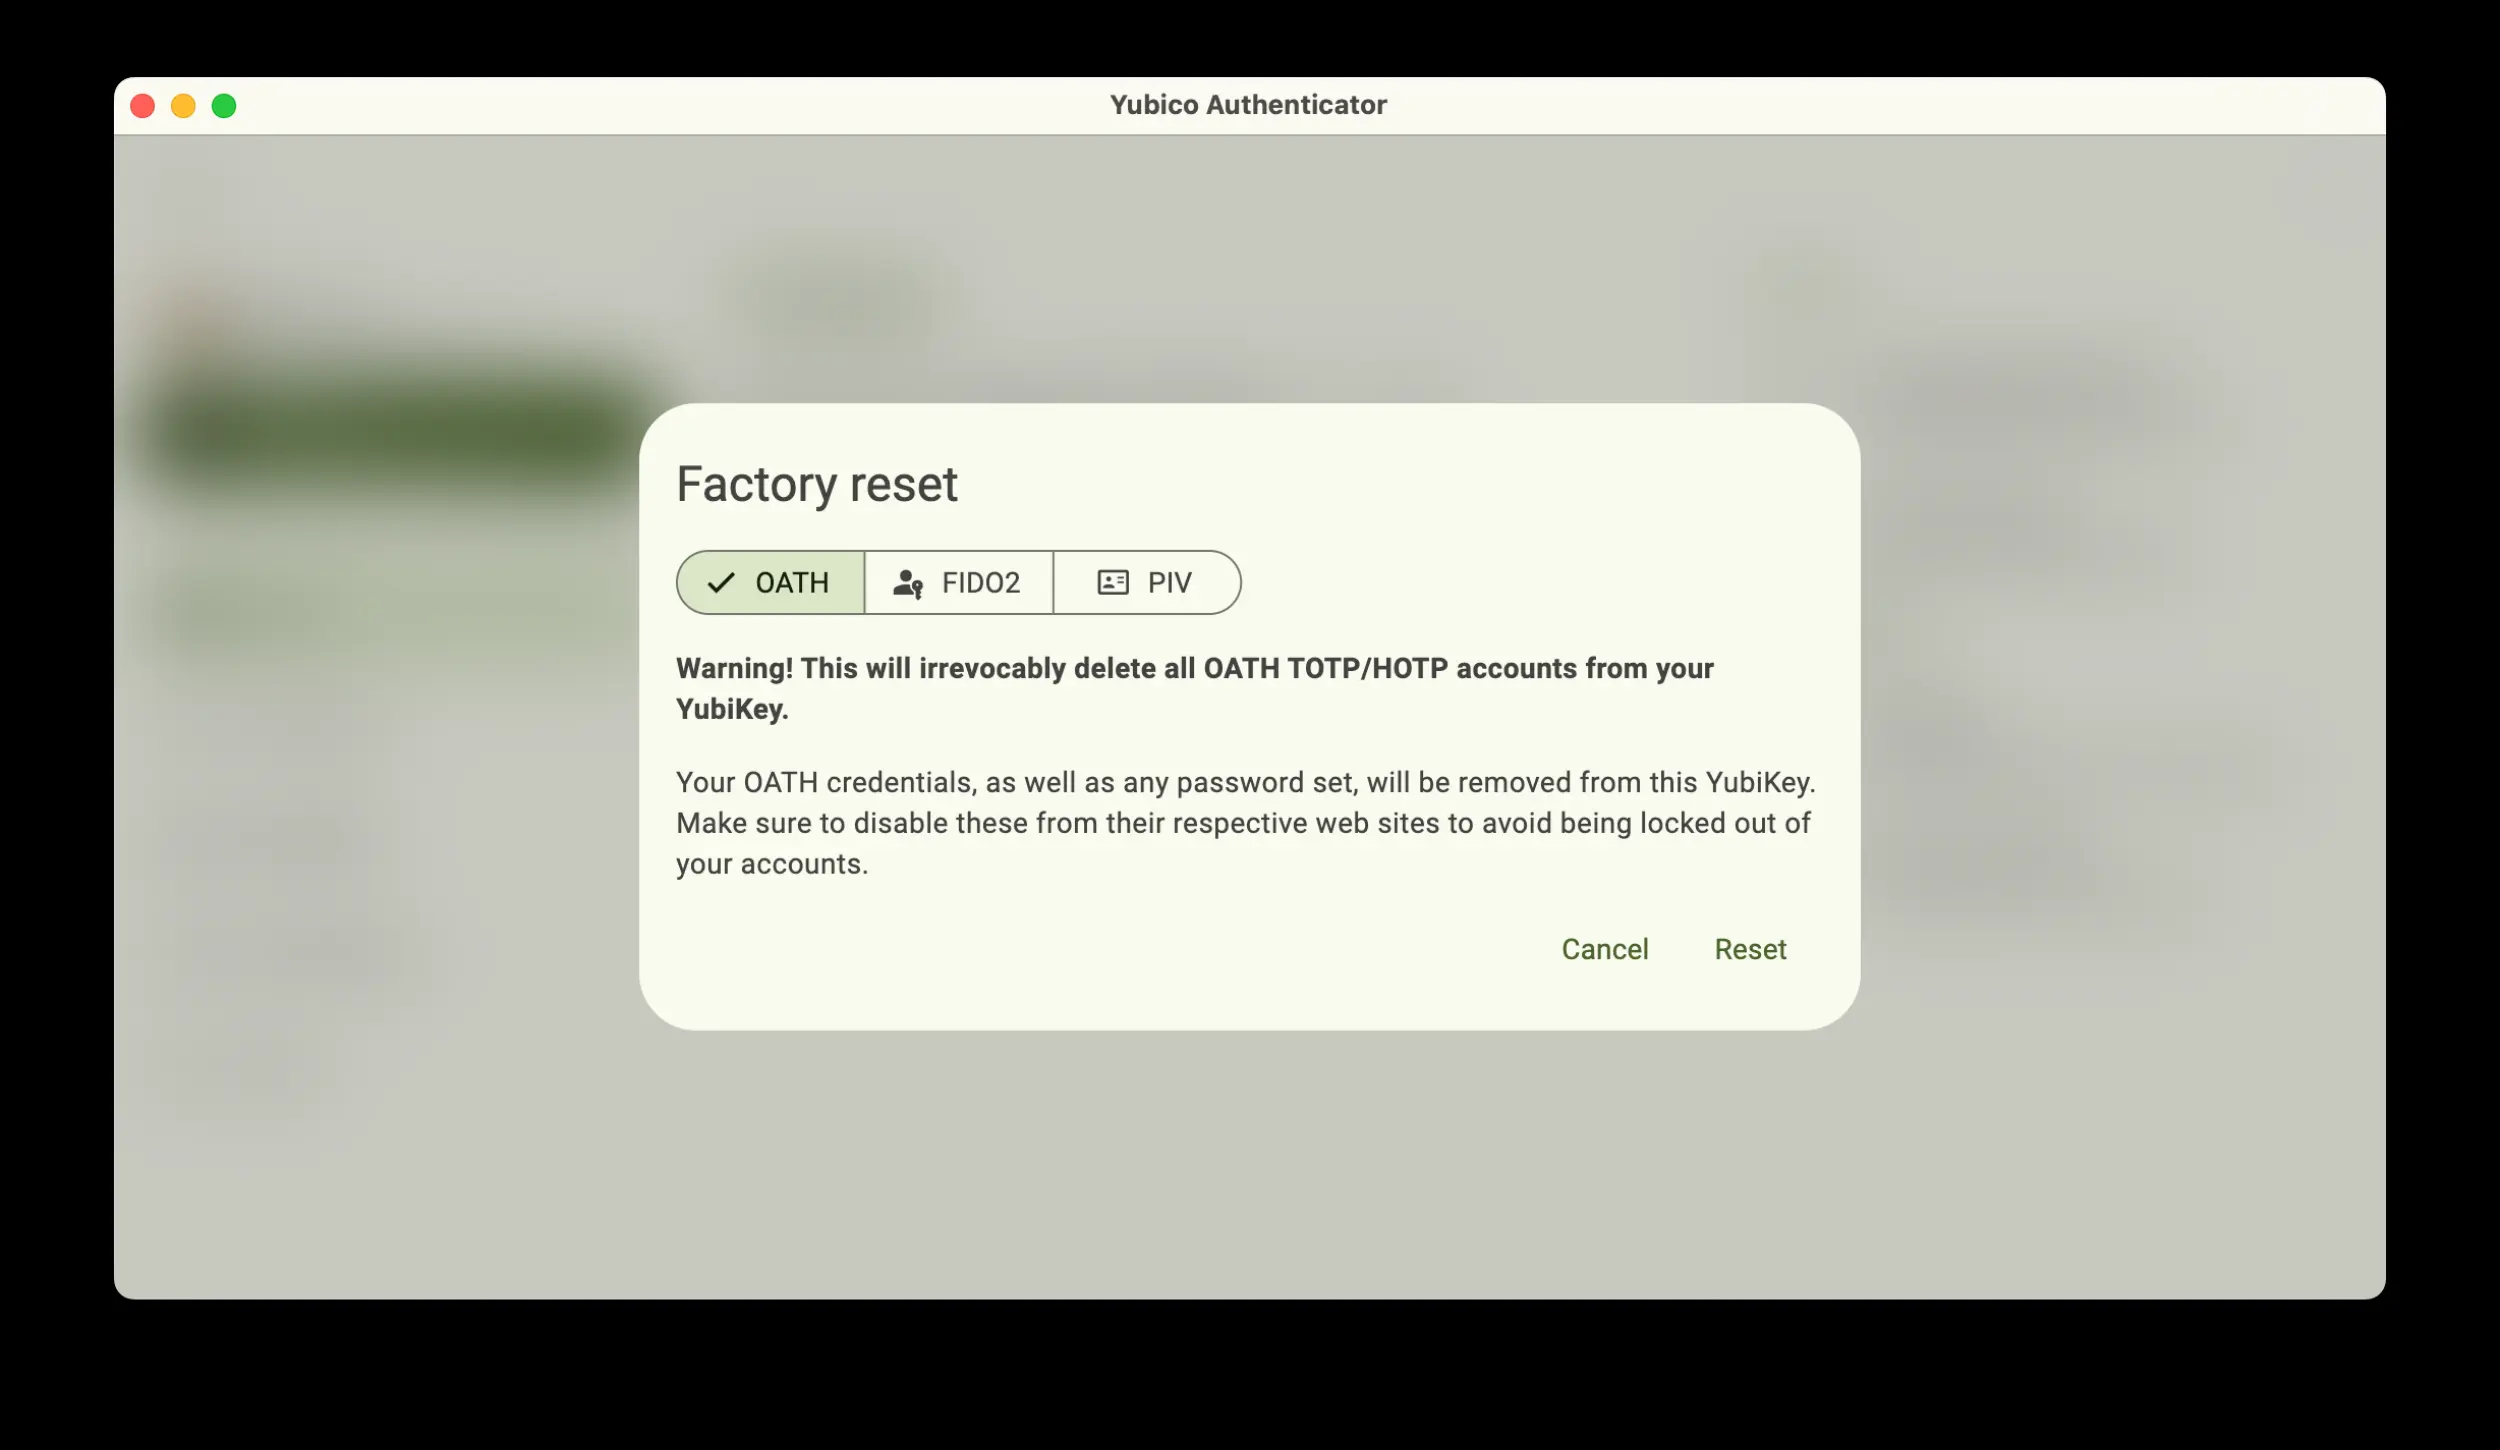 Yubico Authenticator
Factory reset
OATH
FIDO2
PIV
Warning! This will irrevocably delete all OATH TOTP/HOTP accounts from your
YubiKey.
Your OATH credentials, as well as any password set, will be removed from this YubiKey.
Make sure to disable these from their respective web sites to avoid being locked out of
your accounts.
Cancel
Reset